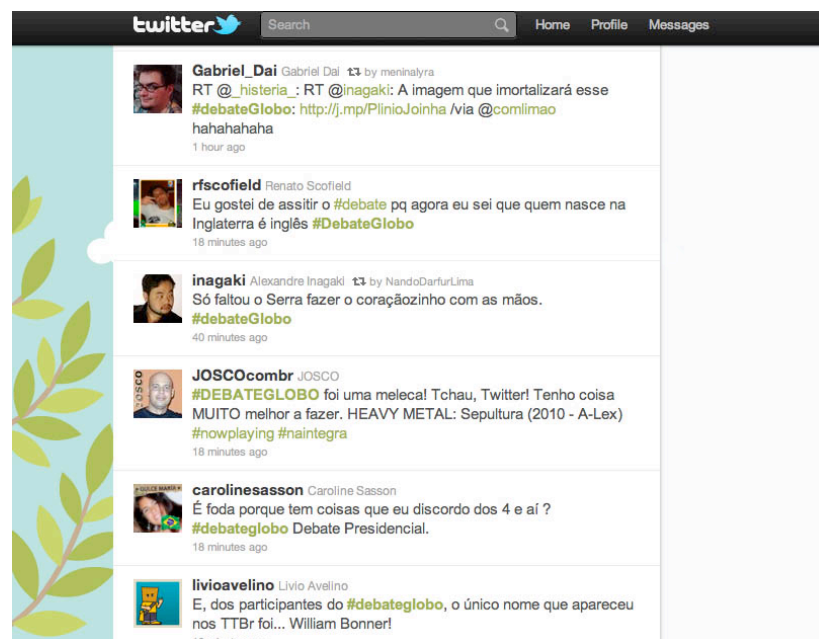 twitter Search Home Profile Messages
Gabriel_Dai Gabriel Dai by meninalyra
RT @_histeria_: RT @inagaki: A imagem que imortalizará esse
#debateGlobo: http://j.mp/PlinioJoinha /via @comlimao
hahahahaha
1 hour ago
rfscofield Renato Scofield
Eu gostei de assitir o #debate pq agora eu sei que quem nasce na
Inglaterra é inglês #DebateGlobo
18 minutes ago
inagaki Alexandre Inagaki by NandoDarfurLima
Só faltou o Serra fazer o coraçãozinho com as mãos.
#debateGlobo
40 minutes ago
JOSCO
JOSCOcombr JOSCO
#DEBATEGLOBO foi uma meleca! Tchau, Twitter! Tenho coisa
MUITO melhor a fazer. HEAVY METAL: Sepultura (2010 - A-Lex)
#nowplaying #naintegra
18 minutes ago
DULCE MARIA
carolinesasson Caroline Sasson
É foda porque tem coisas que eu discordo dos 4 e aí ?
#debateglobo Debate Presidencial.
18 minutes ago
livioavelino Livio Avelino
E, dos participantes do #debateglobo, o único nome que apareceu
nos TTBr foi... William Bonner!